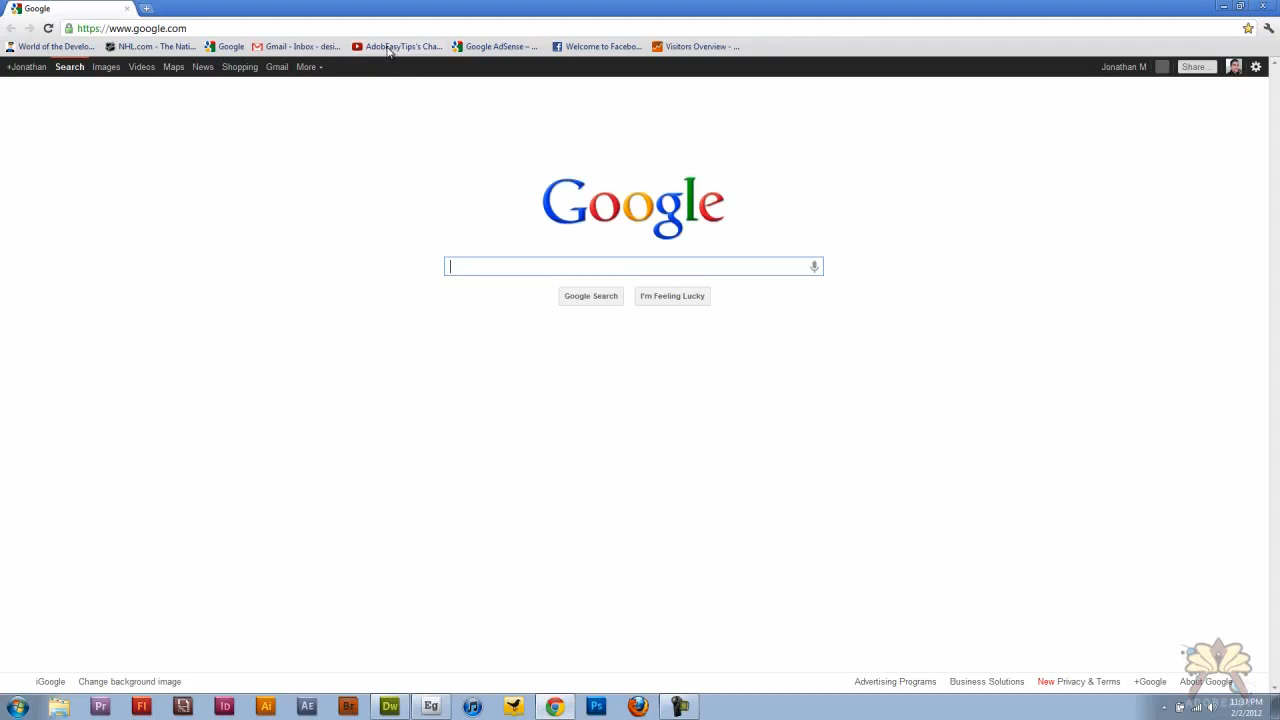 Google
https://www.google.com
World of the Develo... NHL.com - The Nati... Google Gmail - Inbox - desi... AdobEasyTips's Cha... Google AdSense – ... Welcome to Facebo... Visitors Overview - ...
+Jonathan Search Images Videos Maps News Shopping Gmail More Jonathan M Share...
Google
Google Search I'm Feeling Lucky
iGoogle Change background image Advertising Programs Business Solutions New Privacy & Terms +Google About Google
Pr Fl Id Ai Ae Br Dw Eg Ps 11:37 PM
2/2/2012